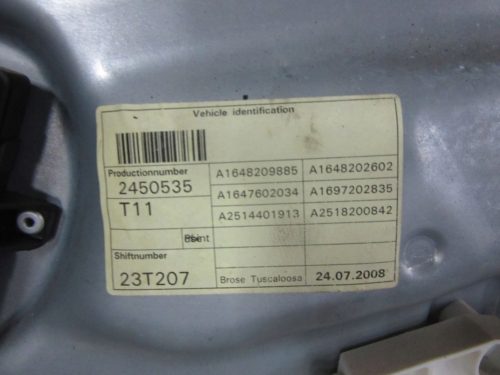 Vehicle identification
Productionnumber
2450535
T11
A1648209885 A1648202602
A1647602034 A1697202835
A2514401913 A2518200842
Shiftnumber
23T207
Brose Tuscaloosa 24.07.2008